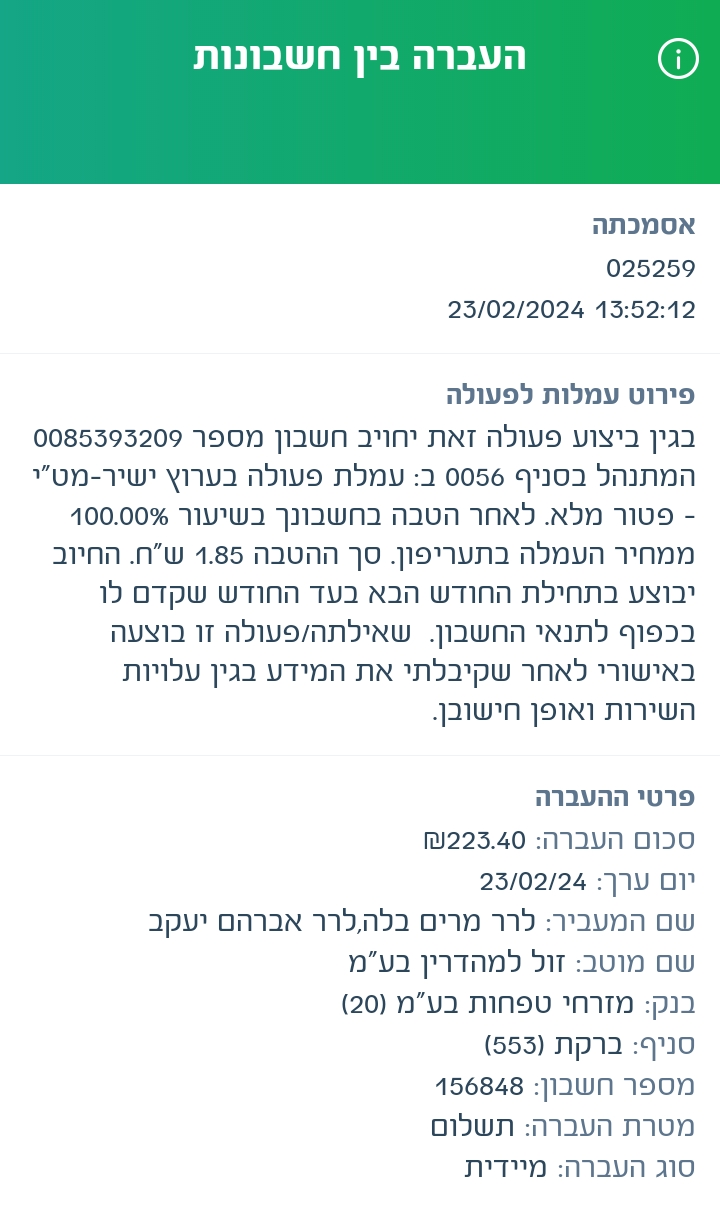 העברה בין חשבונות
אסמכתה
025259
23/02/2024 13:52:12
פירוט עמלות לפעולה
בגין ביצוע פעולה זאת יחויב חשבון מספר 0085393209
המתנהל בסניף 0056 ב: עמלת פעולה בערוץ ישיר-מט"י
- פטור מלא. לאחר הטבה בחשבונך בשיעור 100.00%
ממחיר העמלה בתעריפון. סך ההטבה 1.85 ש"ח. החיוב
יבוצע בתחילת החודש הבא בעד החודש שקדם לו
בכפוף לתנאי החשבון. שאילתה/פעולה זו בוצעה
באישורי לאחר שקיבלתי את המידע בגין עלויות
השירות ואופן חישובן.
פרטי ההעברה
סכום העברה: ₪223.40
יום ערך: 23/02/24
שם המעביר: לרר מרים בלה,לרר אברהם יעקב
שם מוטב: זול למהדרין בע"מ
בנק: מזרחי טפחות בע"מ (20)
סניף: ברקת (553)
מספר חשבון: 156848
מטרת העברה: תשלום
סוג העברה: מיידית